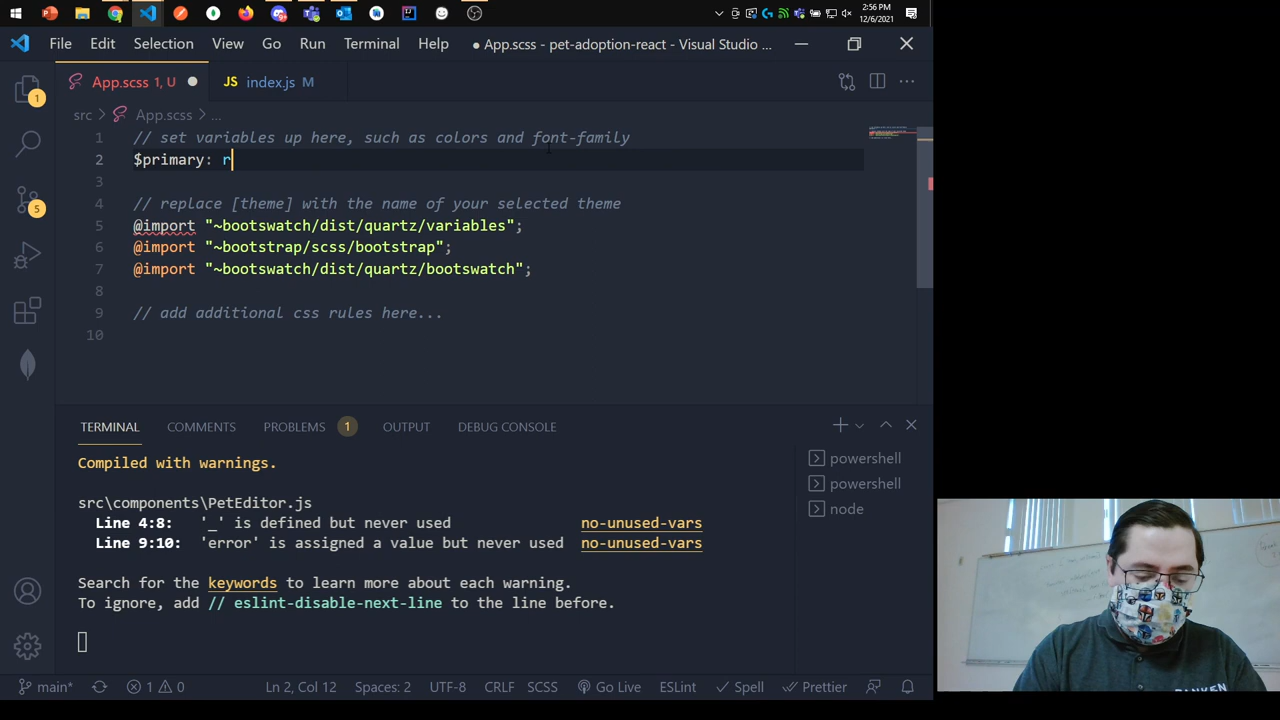 2:56 PM
12/6/2021
File Edit Selection View Go Run Terminal Help
● App.scss - pet-adoption-react - Visual Studio ...
App.scss 1, U ●
JS index.js M
src > App.scss > ...
1 // set variables up here, such as colors and font-family
2 $primary: r
3
4 // replace [theme] with the name of your selected theme
5 @import "~bootswatch/dist/quartz/variables";
6 @import "~bootstrap/scss/bootstrap";
7 @import "~bootswatch/dist/quartz/bootswatch";
8
9 // add additional css rules here...
10
1
5
TERMINAL COMMENTS PROBLEMS 1 OUTPUT DEBUG CONSOLE
Compiled with warnings.
src\components\PetEditor.js
Line 4:8: '_' is defined but never used no-unused-vars
Line 9:10: 'error' is assigned a value but never used no-unused-vars
Search for the keywords to learn more about each warning.
To ignore, add // eslint-disable-next-line to the line before.
powershell
powershell
node
main* 1 0 Ln 2, Col 12 Spaces: 2 UTF-8 CRLF SCSS Go Live ESLint Spell Prettier